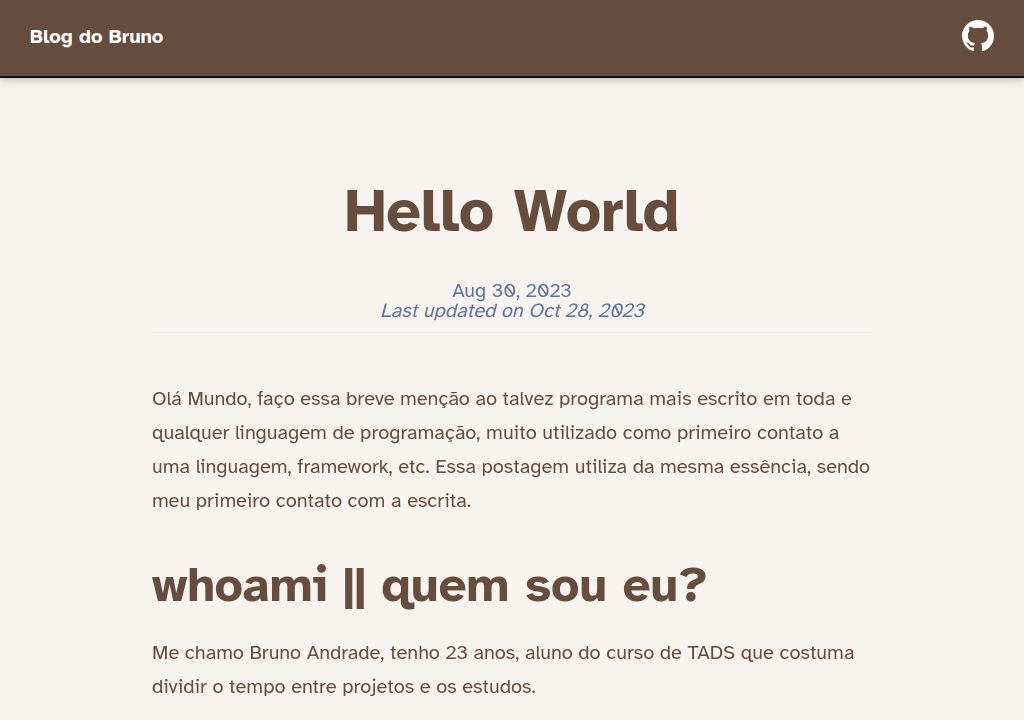 Blog do Bruno
Hello World
Aug 30, 2023
Last updated on Oct 28, 2023
Olá Mundo, faço essa breve menção ao talvez programa mais escrito em toda e
qualquer linguagem de programação, muito utilizado como primeiro contato a
uma linguagem, framework, etc. Essa postagem utiliza da mesma essência, sendo
meu primeiro contato com a escrita.
whoami || quem sou eu?
Me chamo Bruno Andrade, tenho 23 anos, aluno do curso de TADS que costuma
dividir o tempo entre projetos e os estudos.